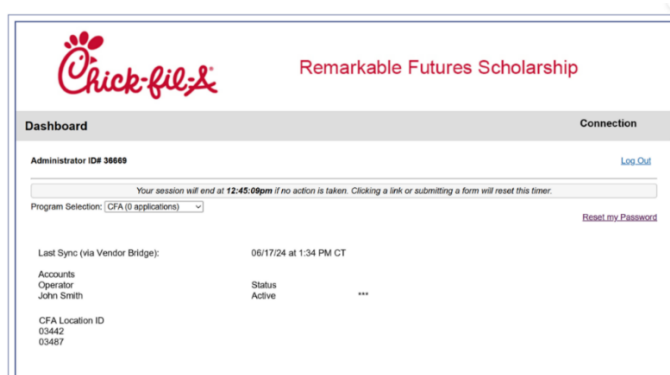 Chick-fil-A
Remarkable Futures Scholarship
Dashboard
Connection
Administrator ID# 36669
Log Out
Your session will end at 12:45:09pm if no action is taken. Clicking a link or submitting a form will reset this timer.
Program Selection: CFA (0 applications)
Reset my Password
Last Sync (via Vendor Bridge): 06/17/24 at 1:34 PM CT
Accounts
Operator Status
John Smith Active ***
CFA Location ID
03442
03487